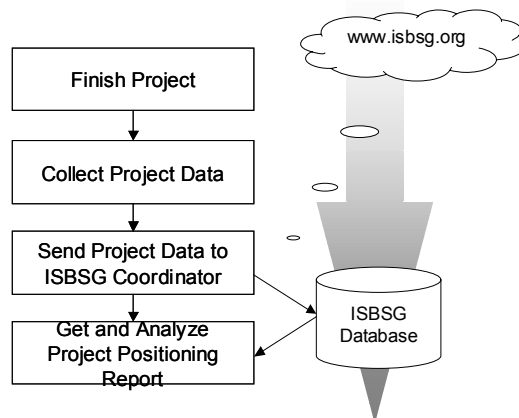 www.isbsg.org
Finish Project
Collect Project Data
Send Project Data to
ISBSG Coordinator
ISBSG
Database
Get and Analyze
Project Positioning
Report